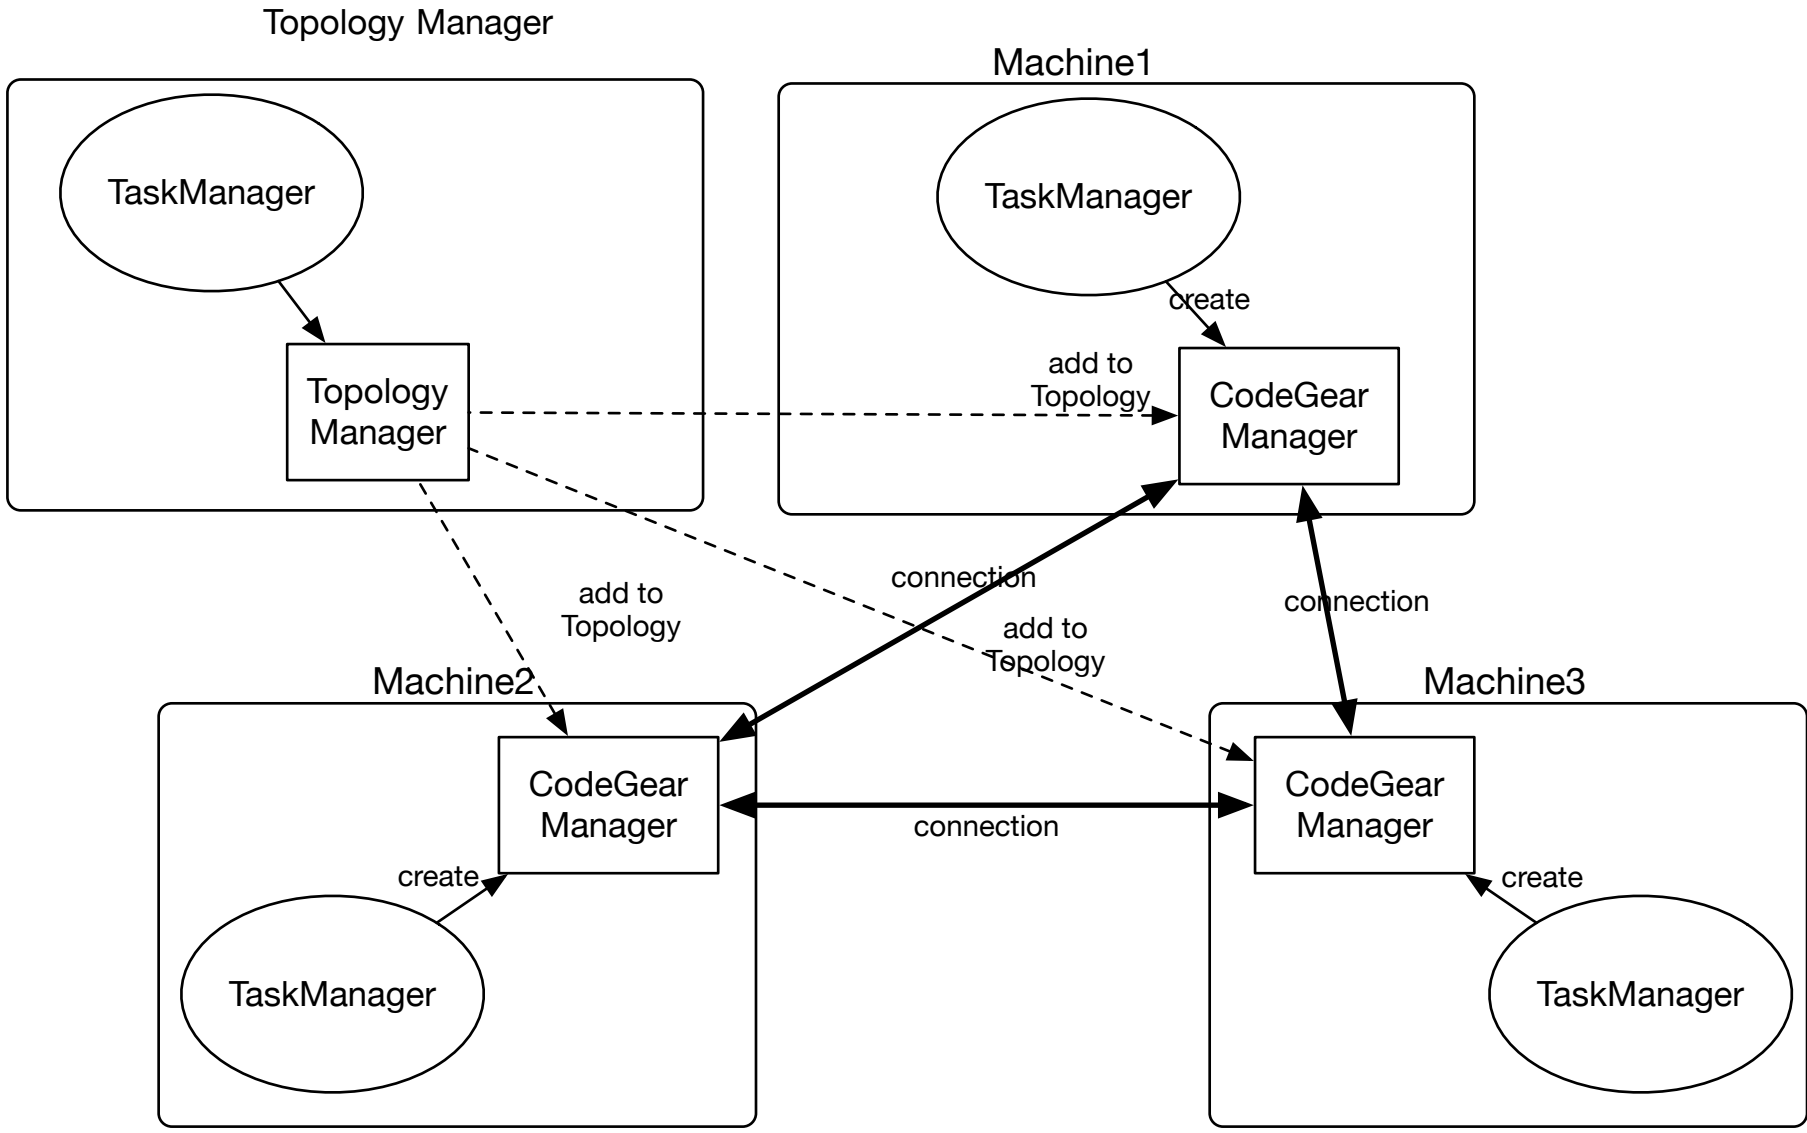 Topology Manager
Machine1
TaskManager
TaskManager
create
Topology
Manager
add to
Topology
CodeGear
Manager
connection
connection
add to
Topology
add to
Topology
Machine2
Machine3
CodeGear
Manager
connection
CodeGear
Manager
create
create
TaskManager
TaskManager